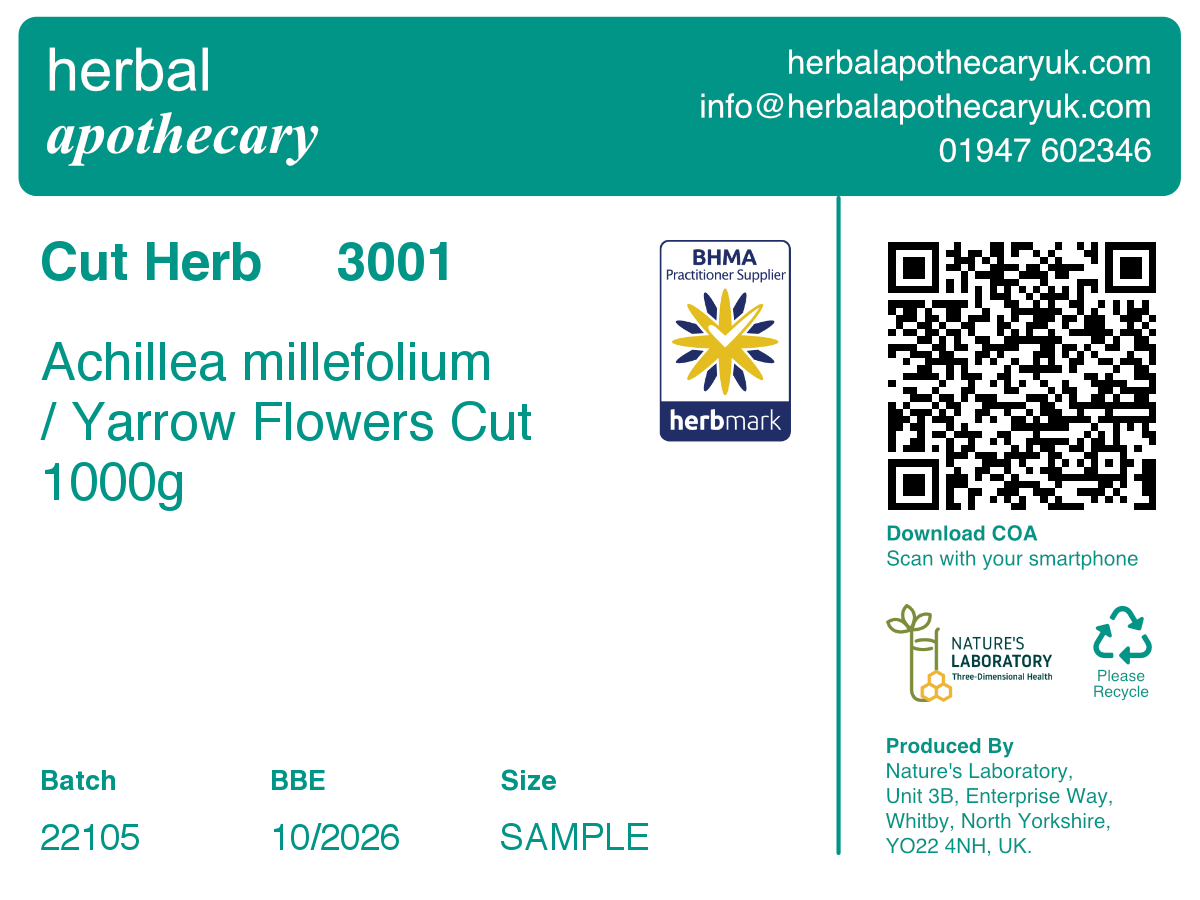 herbal
apothecary
herbalapothecaryuk.com
info@herbalapothecaryuk.com
01947 602346
Cut Herb 3001
Achillea millefolium
/ Yarrow Flowers Cut
1000g
BHMA
Practitioner Supplier
herbmark
Download COA
Scan with your smartphone
NATURE'S
LABORATORY
Three-Dimensional Health
Please
Recycle
Produced By
Nature's Laboratory,
Unit 3B, Enterprise Way,
Whitby, North Yorkshire,
YO22 4NH, UK.
Batch BBE Size
22105 10/2026 SAMPLE